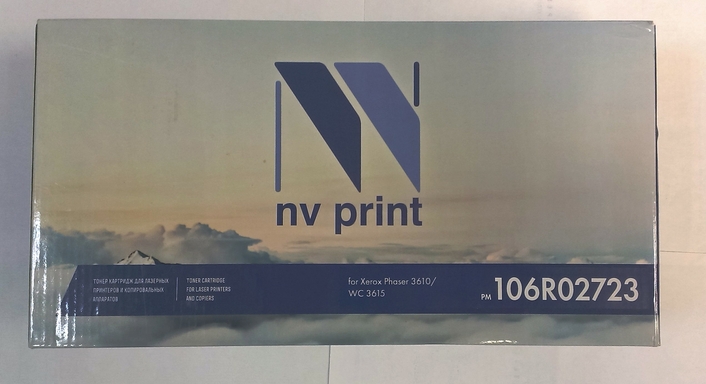 nv print
ТОНЕР КАРТРИДЖ ДЛЯ ЛАЗЕРНЫХ
ПРИНТЕРОВ И КОПИРОВАЛЬНЫХ
АППАРАТОВ
TONER CARTRIDGE
FOR LASER PRINTERS
AND COPIERS
for Xerox Phaser 3610/
WC 3615
PM 106R02723